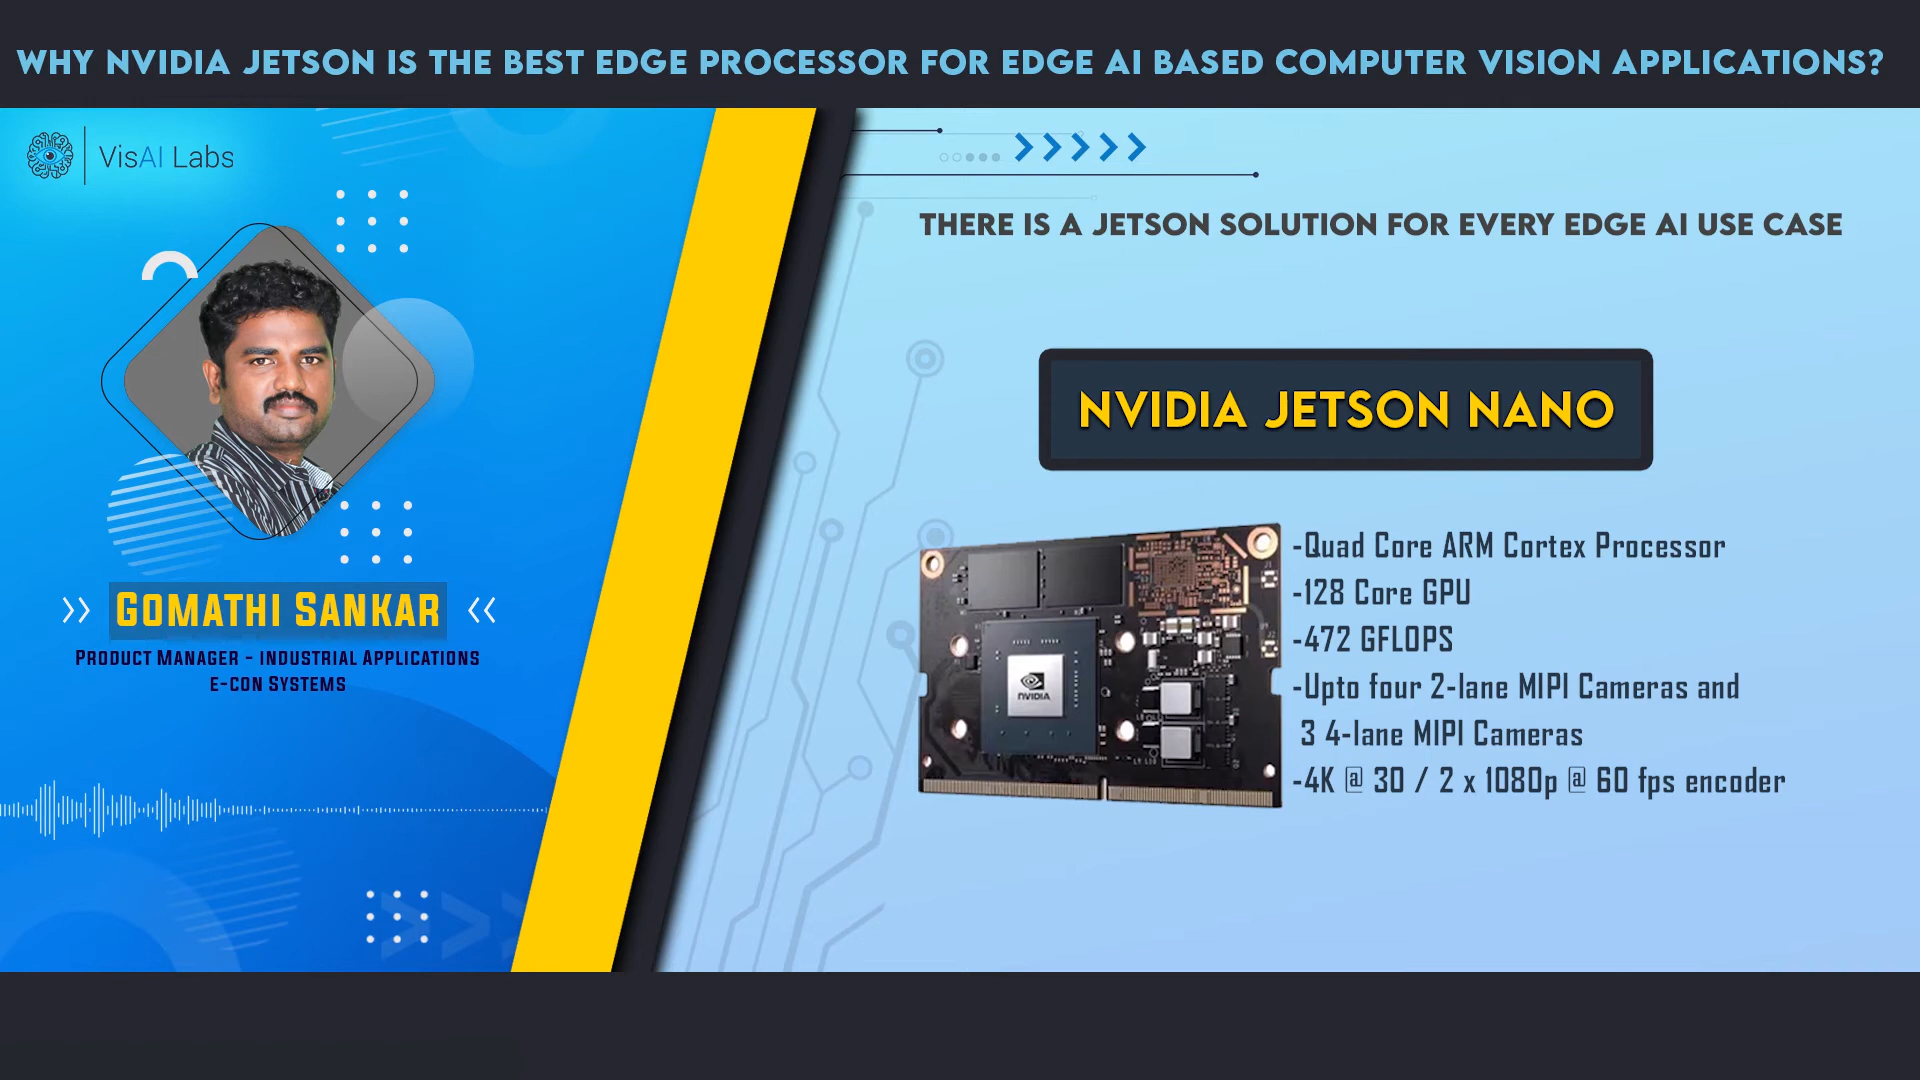 WHY NVIDIA JETSON IS THE BEST EDGE PROCESSOR FOR EDGE AI BASED COMPUTER VISION APPLICATIONS?
VisAI Labs
THERE IS A JETSON SOLUTION FOR EVERY EDGE AI USE CASE
NVIDIA JETSON NANO
NVIDIA
-Quad Core ARM Cortex Processor
-128 Core GPU
-472 GFLOPS
-Upto four 2-lane MIPI Cameras and
3 4-lane MIPI Cameras
-4K @ 30 / 2 x 1080p @ 60 fps encoder
GOMATHI SANKAR
PRODUCT MANAGER - INDUSTRIAL APPLICATIONS
E-CON SYSTEMS